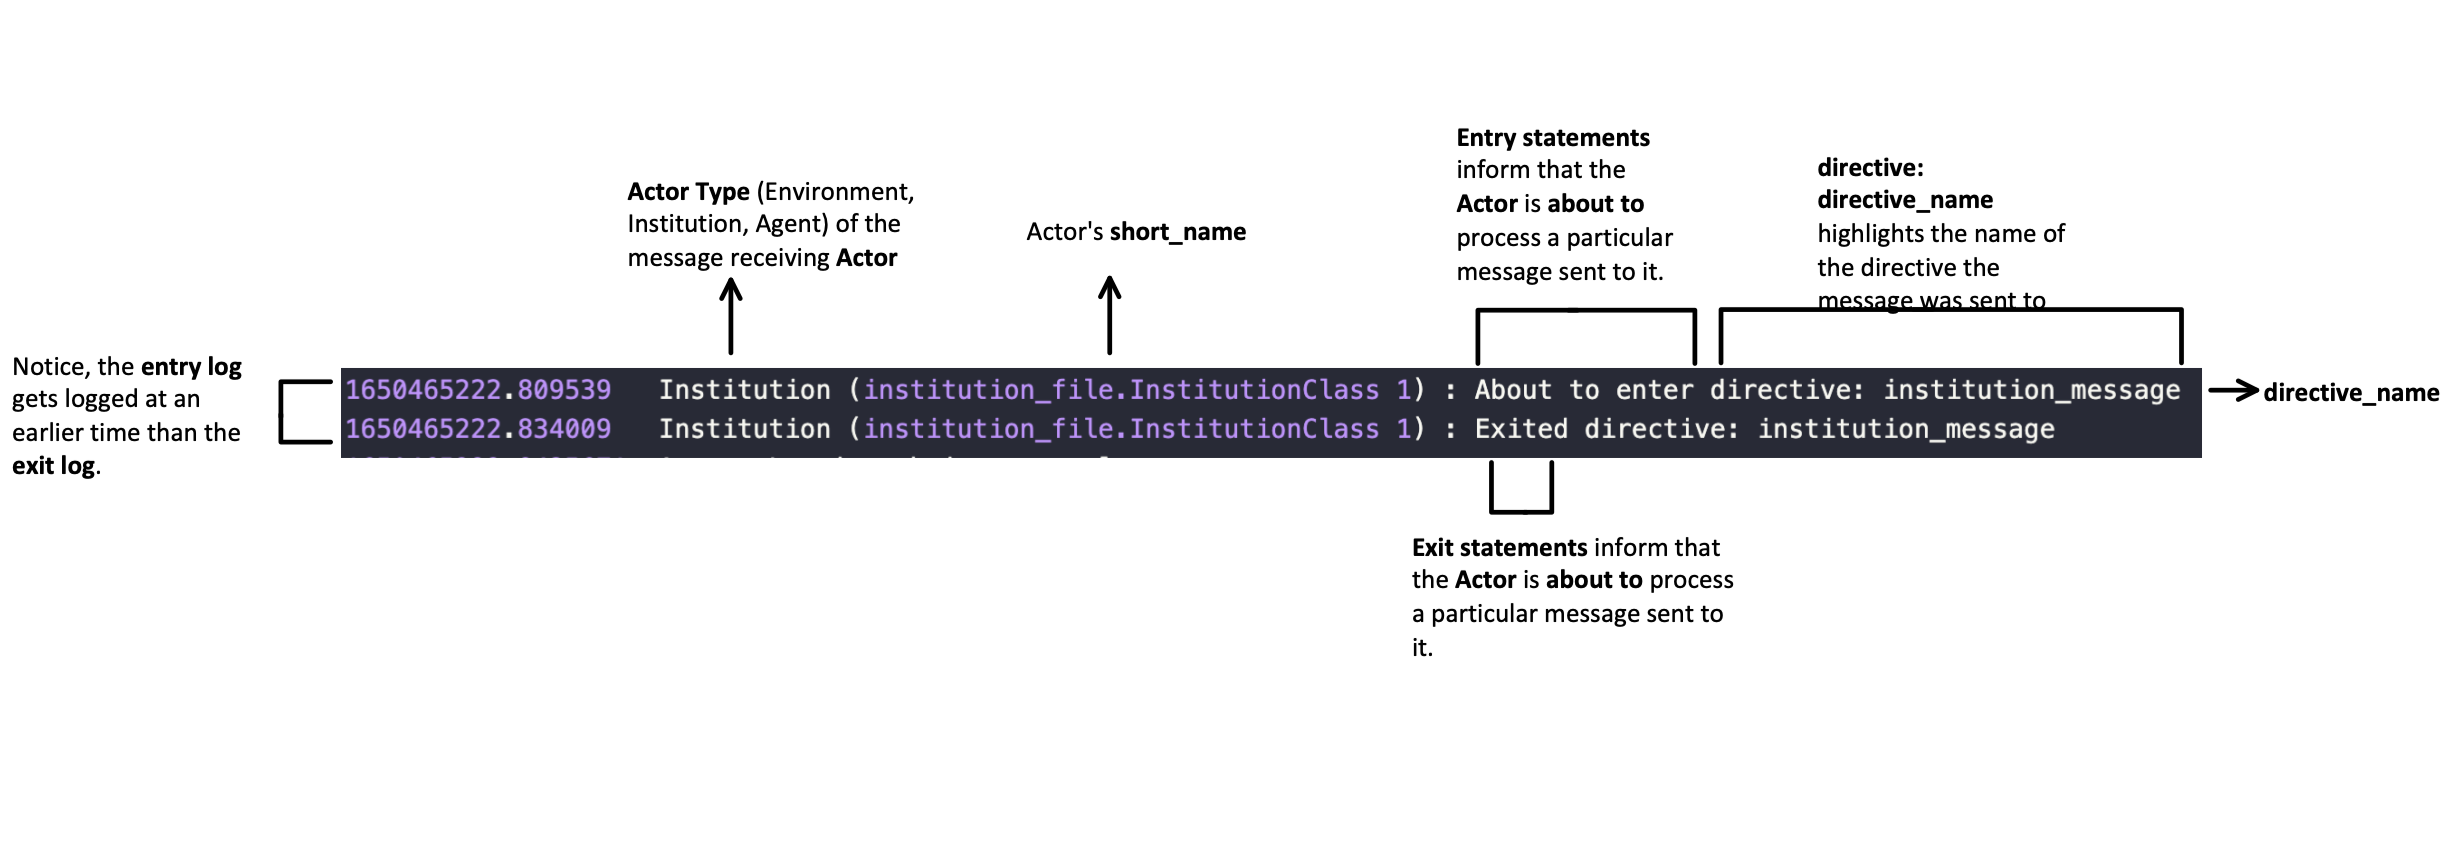 Entry statements
inform that the
Actor is about to
process a particular
message sent to it.
directive:
directive_name
highlights the name of
the directive the
message was sent to
Actor Type (Environment,
Institution, Agent) of the
message receiving Actor
Actor's short_name
Notice, the entry log
gets logged at an
earlier time than the
exit log.
1650465222.809539 Institution (institution_file.InstitutionClass 1) : About to enter directive: institution_message
1650465222.834009 Institution (institution_file.InstitutionClass 1) : Exited directive: institution_message
directive_name
Exit statements inform that
the Actor is about to process
a particular message sent to
it.